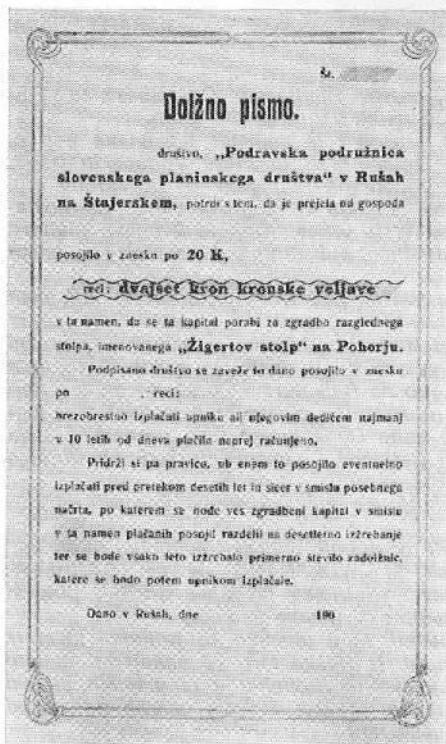 Št.
Dolžno pismo.
društvo, „Podravska podružnica
slovenskega planinskega društva“ v Rušah
na Štajerskem, potrdi s tem, da je prejela od gospoda
posojilo v znesku po 20 K,
reci: dvajset kron kronske veljave
v ta namen, da se ta kapital porabi za zgradbo razglednega
stolpa, imenovanega „Žigertov stolp“ na Pohorju.
Podpisano društvo se zaveže to dano posojilo v znesku
po , reci:
brezobrestno izplačati upniku ali njegovim dedičem najmanj
v 10 letih od dneva plačila naprej računjeno.
Pridrži si pa pravico, ob enem to posojilo eventuelno
izplačati pred pretekom desetih let in sicer v smislu posebnega
načrta, po katerem se bode ves zgradbeni kapital v smislu
v ta namen plačanih posojil razdelil na desetletno izžrebanje
ter se bode vsako leto izžrebalo primerno število zadolžnic,
katere se bodo potem upnikom izplačale.
Dano v Rušah, dne 190